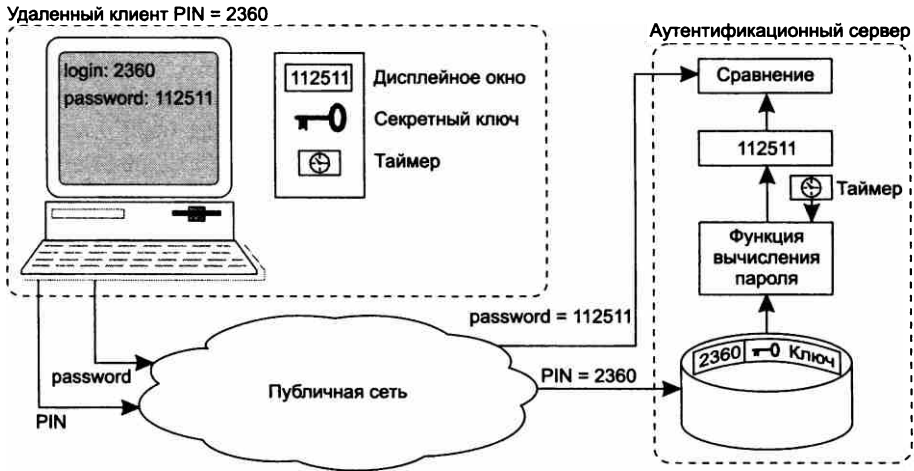 Удаленный клиент PIN = 2360
login: 2360
password: 112511
112511
Дисплейное окно
Секретный ключ
Таймер
password
PIN
Публичная сеть
password = 112511
PIN = 2360
Аутентификационный сервер
Сравнение
112511
Таймер
Функция
вычисления
пароля
2360
Ключ